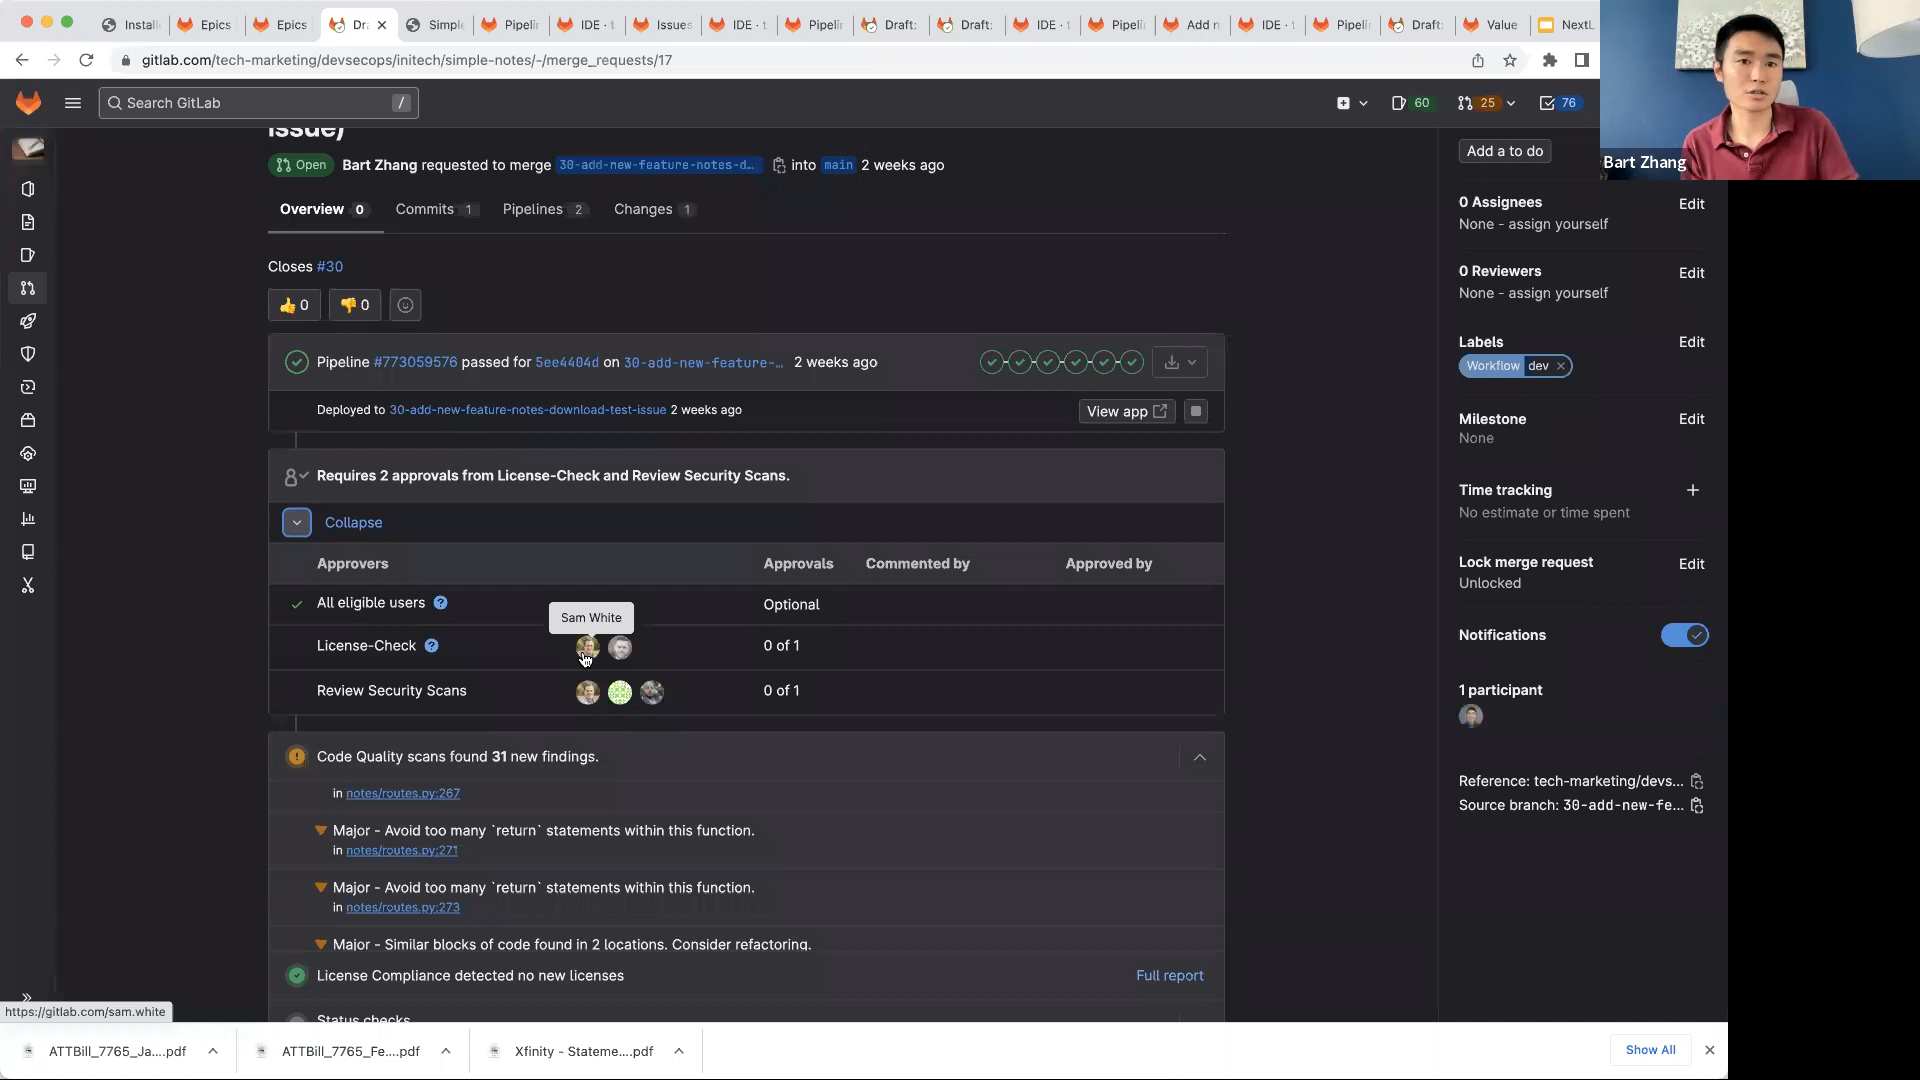 Install
Epics
Epics
Dra
Simple
Pipelin
IDE · t
Issues
IDE · t
Pipelin
Draft:
Draft:
IDE · t
Pipelin
Add n
IDE · t
Pipelin
Draft:
Value
NextL
gitlab.com/tech-marketing/devsecops/initech/simple-notes/-/merge_requests/17
Search GitLab
/
60
25
76
Bart Zhang
issue)
Open
Bart Zhang requested to merge 30-add-new-feature-notes-d… into main 2 weeks ago
Overview 0
Commits 1
Pipelines 2
Changes 1
Closes #30
👍 0
👎 0
Pipeline #773059576 passed for 5ee4404d on 30-add-new-feature-… 2 weeks ago
Deployed to 30-add-new-feature-notes-download-test-issue 2 weeks ago
View app
Requires 2 approvals from License-Check and Review Security Scans.
Collapse
Approvers
Approvals
Commented by
Approved by
All eligible users
Optional
Sam White
License-Check
0 of 1
Review Security Scans
0 of 1
Code Quality scans found 31 new findings.
in notes/routes.py:267
Major - Avoid too many `return` statements within this function.
in notes/routes.py:271
Major - Avoid too many `return` statements within this function.
in notes/routes.py:273
Major - Similar blocks of code found in 2 locations. Consider refactoring.
License Compliance detected no new licenses
Full report
Status checks
Add a to do
0 Assignees
Edit
None - assign yourself
0 Reviewers
Edit
None - assign yourself
Labels
Edit
Workflow dev
Milestone
Edit
None
Time tracking
No estimate or time spent
Lock merge request
Edit
Unlocked
Notifications
1 participant
Reference: tech-marketing/devs…
Source branch: 30-add-new-fe…
https://gitlab.com/sam.white
ATTBill_7765_Ja....pdf
ATTBill_7765_Fe....pdf
Xfinity - Stateme....pdf
Show All